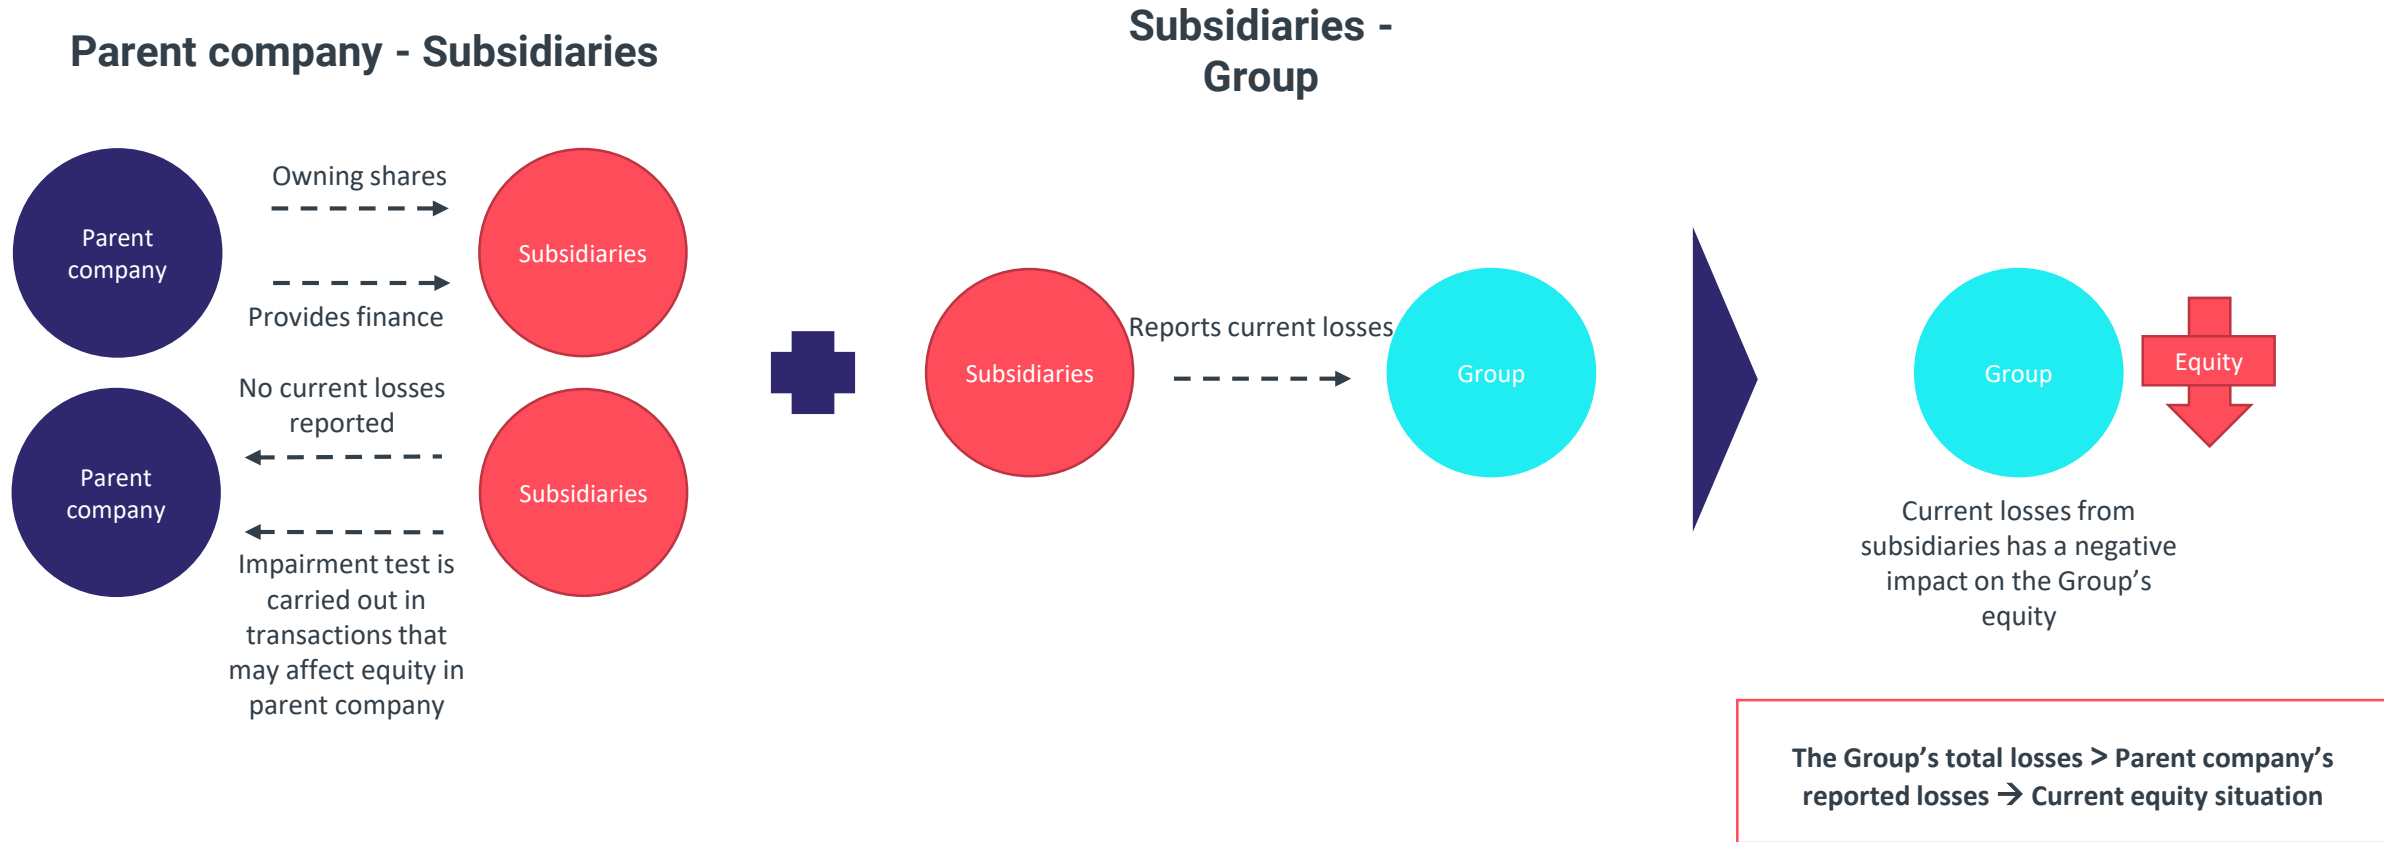 Parent company - Subsidiaries
Parent
company
Owning shares
Provides finance
Subsidiaries
Parent
company
No current losses
reported
Impairment test is
carried out in
transactions that
may affect equity in
parent company
Subsidiaries
Subsidiaries -
Group
Subsidiaries
Reports current losses
Group
Group
Equity
Current losses from
subsidiaries has a negative
impact on the Group’s
equity
The Group’s total losses > Parent company’s
reported losses → Current equity situation